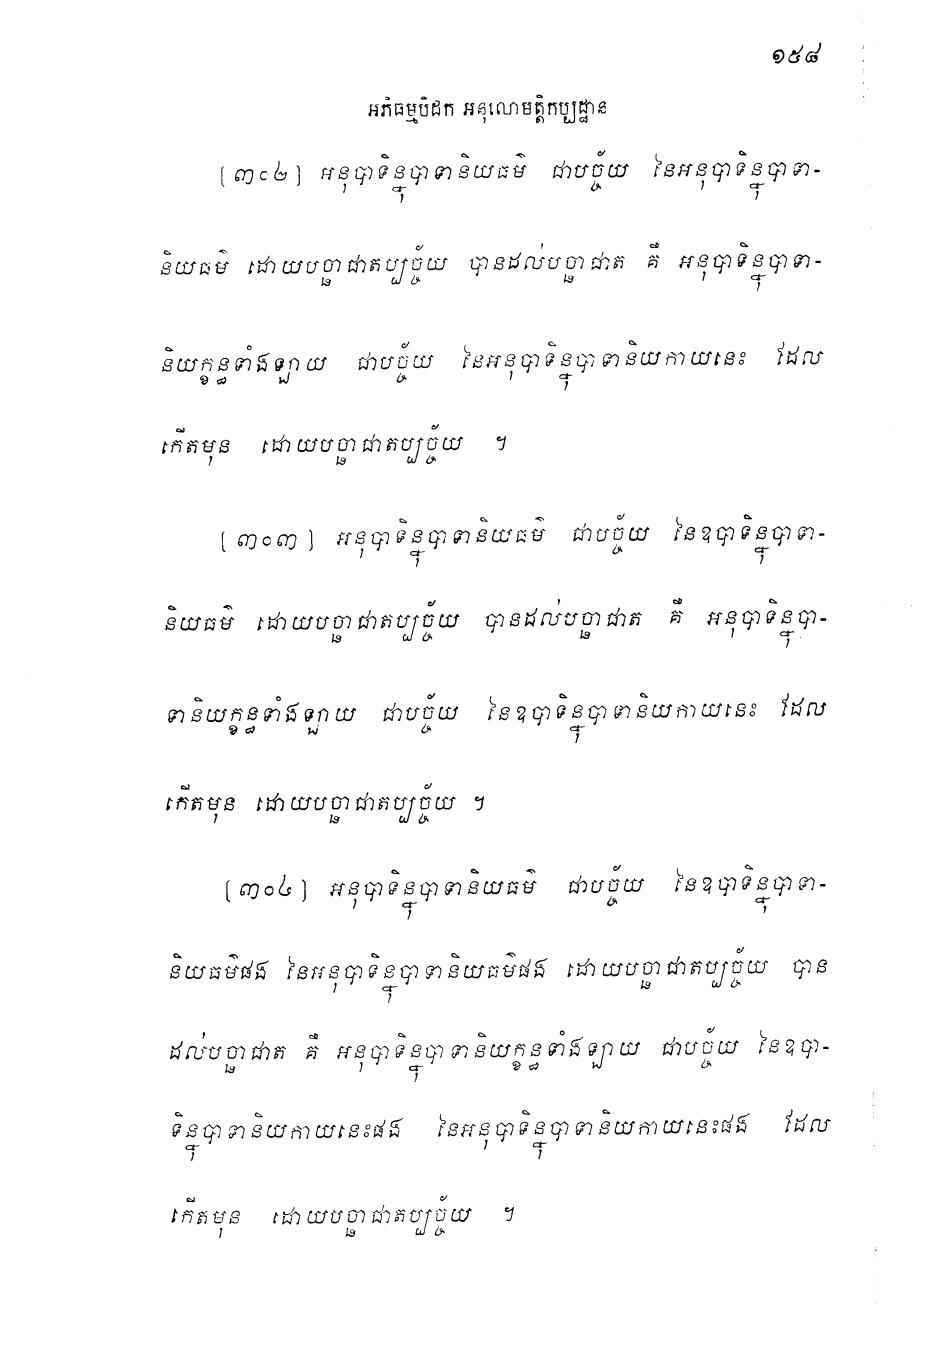 ១៥៨
អភិធម្មបិដក អនុលោមត្តិកប្បដ្ឋាន
[៣០២] អនុបាទិន្នុបាទានិយធម៌ ជាបច្ច័យ នៃអនុបាទិន្នុបាទា-
និយធម៌ ដោយបច្ឆាជាតប្បច្ច័យ បានដល់បច្ឆាជាត គឺ អនុបាទិន្នុបាទា-
និយក្ខន្ធទាំងឡាយ ជាបច្ច័យ នៃអនុបាទិន្នុបាទានិយកាយនេះ ដែល
កើតមុន ដោយបច្ឆាជាតប្បច្ច័យ ។
[៣០៣] អនុបាទិន្នុបាទានិយធម៌ ជាបច្ច័យ នៃឧបាទិន្នុបាទា-
និយធម៌ ដោយបច្ឆាជាតប្បច្ច័យ បានដល់បច្ឆាជាត គឺ អនុបាទិន្នុបា-
ទានិយក្ខន្ធទាំងឡាយ ជាបច្ច័យ នៃឧបាទិន្នុបាទានិយកាយនេះ ដែល
កើតមុន ដោយបច្ឆាជាតប្បច្ច័យ ។
[៣០៤] អនុបាទិន្នុបាទានិយធម៌ ជាបច្ច័យ នៃឧបាទិន្នុបាទា-
និយធម៌ផង នៃអនុបាទិន្នុបាទានិយធម៌ផង ដោយបច្ឆាជាតប្បច្ច័យ បាន
ដល់បច្ឆាជាត គឺ អនុបាទិន្នុបាទានិយក្ខន្ធទាំងឡាយ ជាបច្ច័យ នៃឧបា-
ទិន្នុបាទានិយកាយនេះផង នៃអនុបាទិន្នុបាទានិយកាយនេះផង ដែល
កើតមុន ដោយបច្ឆាជាតប្បច្ច័យ ។